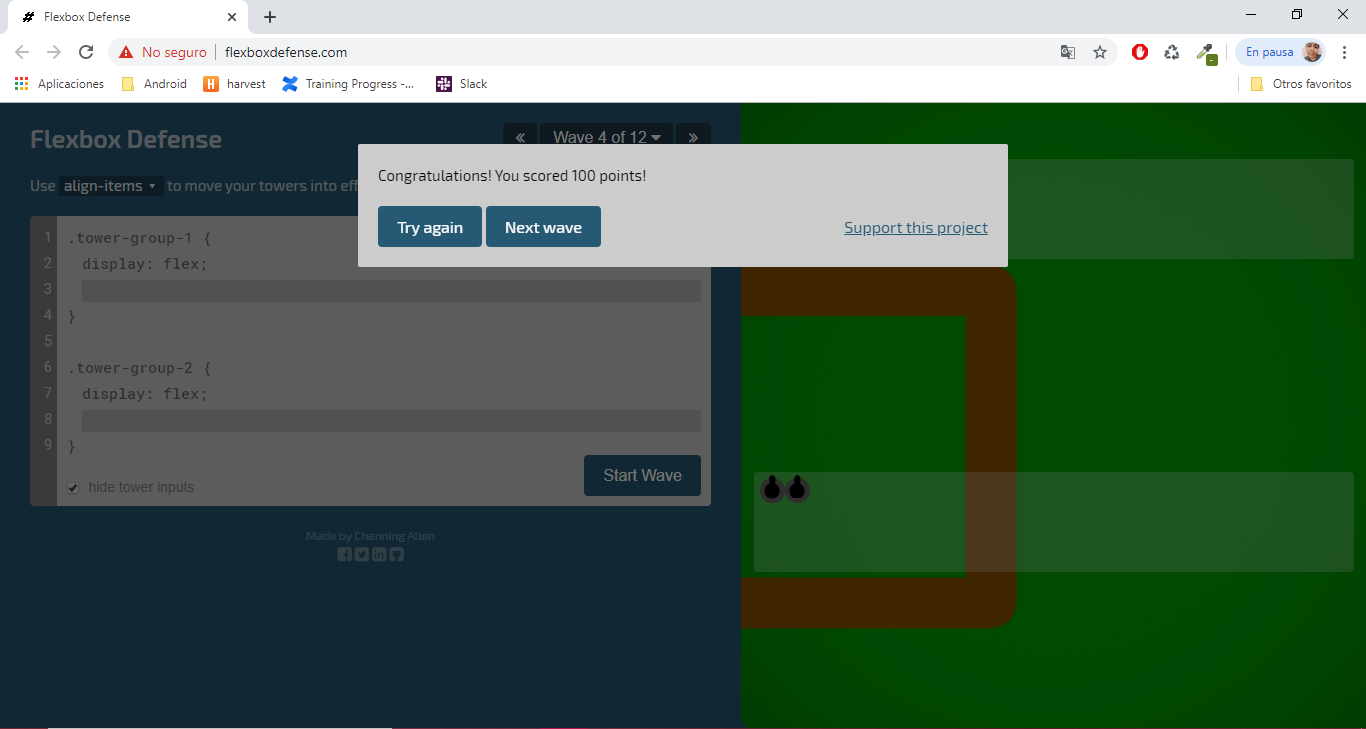 Flexbox Defense
No seguro
flexboxdefense.com
En pausa
Aplicaciones
Android
harvest
Training Progress -...
Slack
Otros favoritos
Flexbox Defense
« Wave 4 of 12 »
Use align-items to move your towers into eff
Congratulations! You scored 100 points!
Try again
Next wave
Support this project
1 .tower-group-1 {
2 display: flex;
3
4 }
5
6 .tower-group-2 {
7 display: flex;
8
9 }
hide tower inputs
Start Wave
Made by Channing Allen